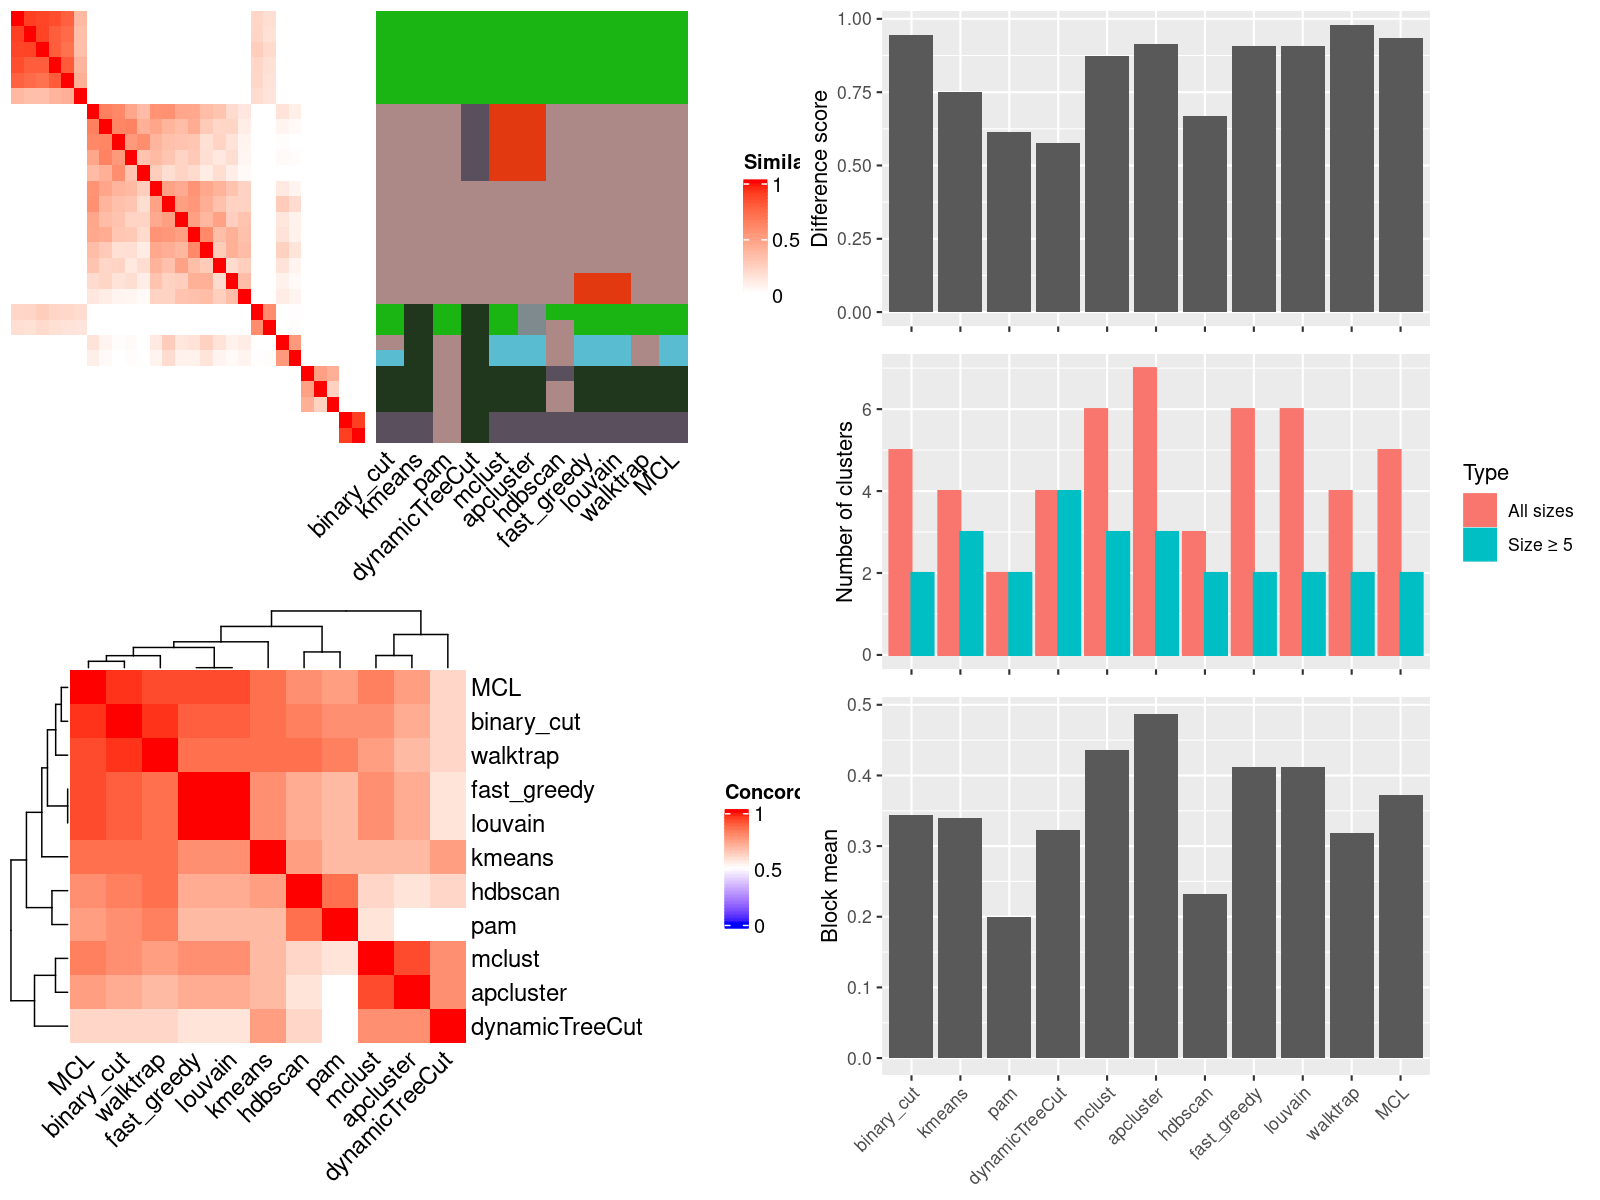 Simila
1
0.5
0
binary_cut
kmeans
pam
dynamicTreeCut
mclust
apcluster
hdbscan
fast_greedy
louvain
walktrap
MCL
MCL
binary_cut
walktrap
fast_greedy
louvain
kmeans
hdbscan
pam
mclust
apcluster
dynamicTreeCut
MCL
binary_cut
walktrap
fast_greedy
louvain
kmeans
hdbscan
pam
mclust
apcluster
dynamicTreeCut
Concord
1
0.5
0
Difference score
1.00
0.75
0.50
0.25
0.00
Number of clusters
6
4
2
0
Type
All sizes
Size ≥ 5
Block mean
0.5
0.4
0.3
0.2
0.1
0.0
binary_cut
kmeans
pam
dynamicTreeCut
mclust
apcluster
hdbscan
fast_greedy
louvain
walktrap
MCL